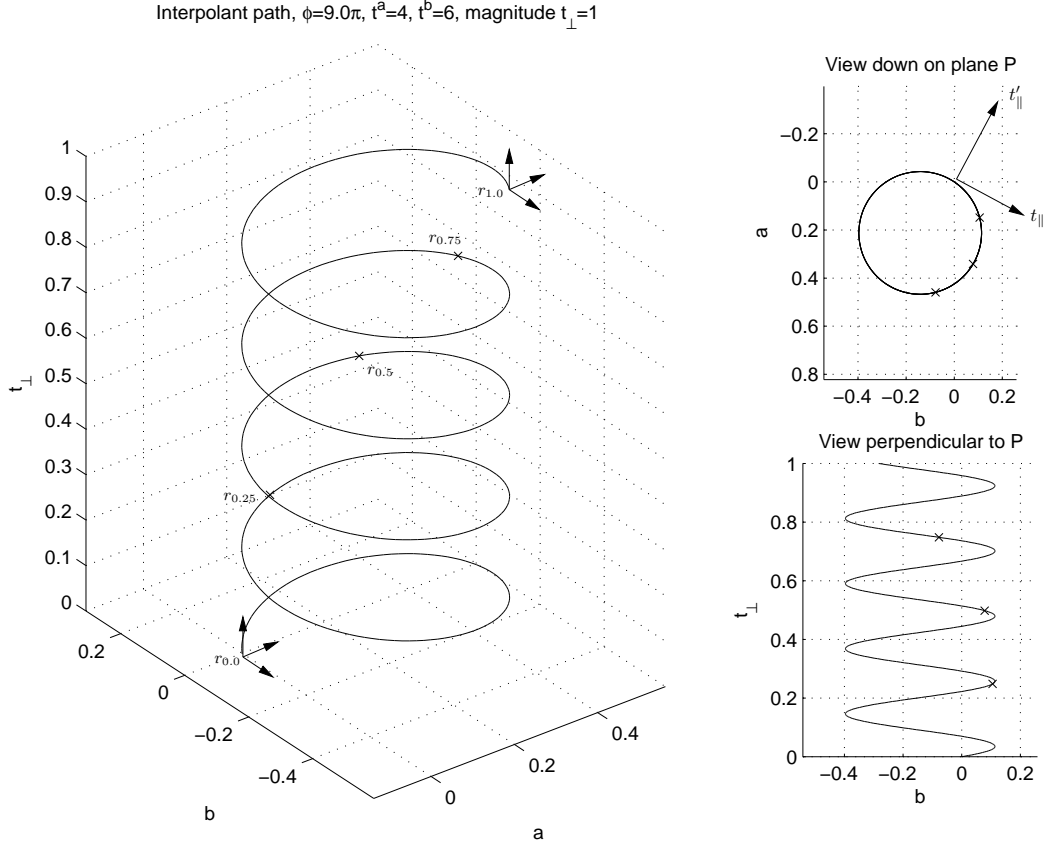 Interpolant path, ϕ=9.0π, t^a=4, t^b=6, magnitude t_⊥=1
1
0.9
0.8
0.7
0.6
0.5
0.4
0.3
0.2
0.1
0
t_⊥
0.2
0
−0.2
−0.4
b
0
0.2
0.4
a
r_{1.0}
r_{0.75}
r_{0.5}
r_{0.25}
r_{0.0}
View down on plane P
t'_∥
t_∥
−0.2
0
0.2
0.4
0.6
0.8
a
−0.4 −0.2 0 0.2
b
View perpendicular to P
1
0.8
0.6
0.4
0.2
0
t_⊥
−0.4 −0.2 0 0.2
b